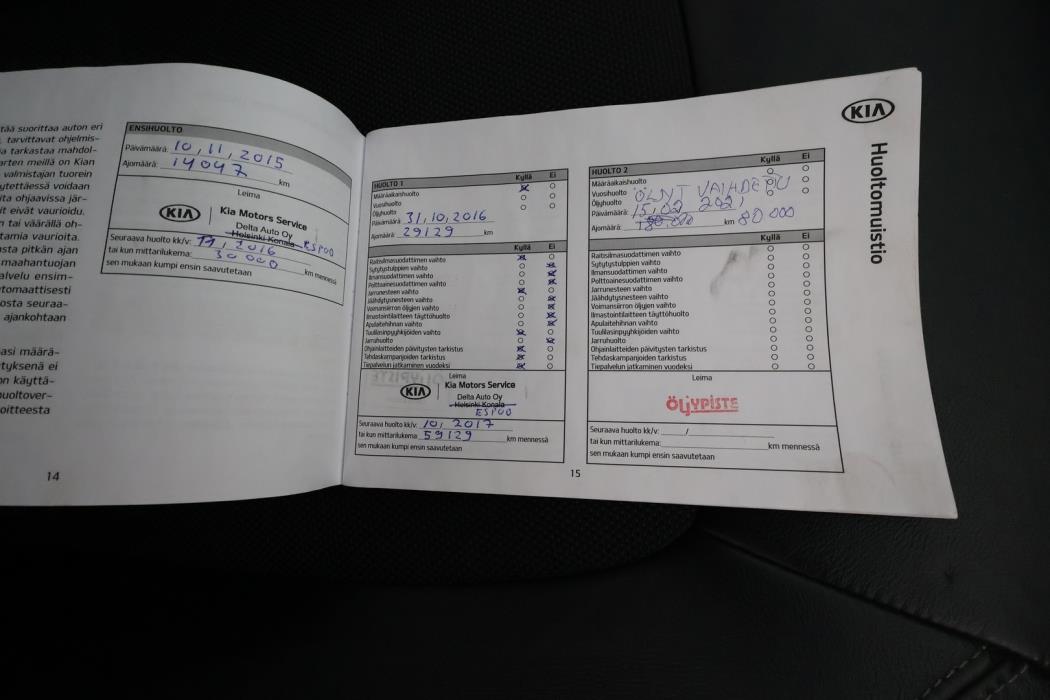 tää suorittaa auton eri
tarvittavat ohjelmis-
ia tarkastaa mahdol-
arten meillä on Kian
valmistajan tuorein
ytettäessä voidaan
ita ohjaavissa jär-
it eivät vaurioidu.
n tai väärällä oh-
tamia vaurioita.
sta pitkän ajan
maahantuojan
alvelu ensim-
tomaattisesti
osta seuraa-
ajankohtaan
asi määrä-
tyksenä ei
on käyttä-
huoltover-
oitteesta
14
ENSIHUOLTO
Päivämäärä: 10, 11, 2015
Ajomäärä: 14047 km
Leima
KIA Kia Motors Service
Delta Auto Oy
Helsinki Konala ESPOO
Seuraava huolto kk/v: 11, 2016
tai kun mittarilukema: 30000 km mennessä
sen mukaan kumpi ensin saavutetaan
Kyllä Ei
HUOLTO 1
Määräaikaishuolto
Vuosihuolto
Öljyhuolto
Päivämäärä 31, 10, 2016
Ajomäärä: 29129 km
Kyllä Ei
Raitisilmasuodattimen vaihto
Sytytystulppien vaihto
Ilmansuodattimen vaihto
Polttoainesuodattimen vaihto
Jarrunesteen vaihto
Jäähdytysnesteen vaihto
Voimansiirron öljyjen vaihto
Ilmastointilaitteen täyttöhuolto
Apulaitehihnan vaihto
Tuulilasinpyyhkijöiden vaihto
Jarruhuolto
Ohjainlaitteiden päivitysten tarkistus
Tehdaskampanjoiden tarkistus
Tiepalvelun jatkaminen vuodeksi
Leima
KIA Kia Motors Service
Delta Auto Oy
Helsinki Konala
ESPOO
Seuraava huolto kk/v: 10, 2017
tai kun mittarilukema: 59129 km mennessä
sen mukaan kumpi ensin saavutetaan
15
Kyllä Ei
HUOLTO 2
Määräaikaishuolto
Vuosihuolto
Öljyhuolto
Päivämäärä: 15,02 2021
Ajomäärä: 180.000 km 80 000
Kyllä Ei
Raitisilmasuodattimen vaihto
Sytytystulppien vaihto
Ilmansuodattimen vaihto
Polttoainesuodattimen vaihto
Jarrunesteen vaihto
Jäähdytysnesteen vaihto
Voimansiirron öljyjen vaihto
Ilmastointilaitteen täyttöhuolto
Apulaitehihnan vaihto
Tuulilasinpyyhkijöiden vaihto
Jarruhuolto
Ohjainlaitteiden päivitysten tarkistus
Tehdaskampanjoiden tarkistus
Tiepalvelun jatkaminen vuodeksi
Leima
ÖLJYPISTE
Seuraava huolto kk/v: /
tai kun mittarilukema: km mennessä
sen mukaan kumpi ensin saavutetaan
KIA
Huoltomuistio